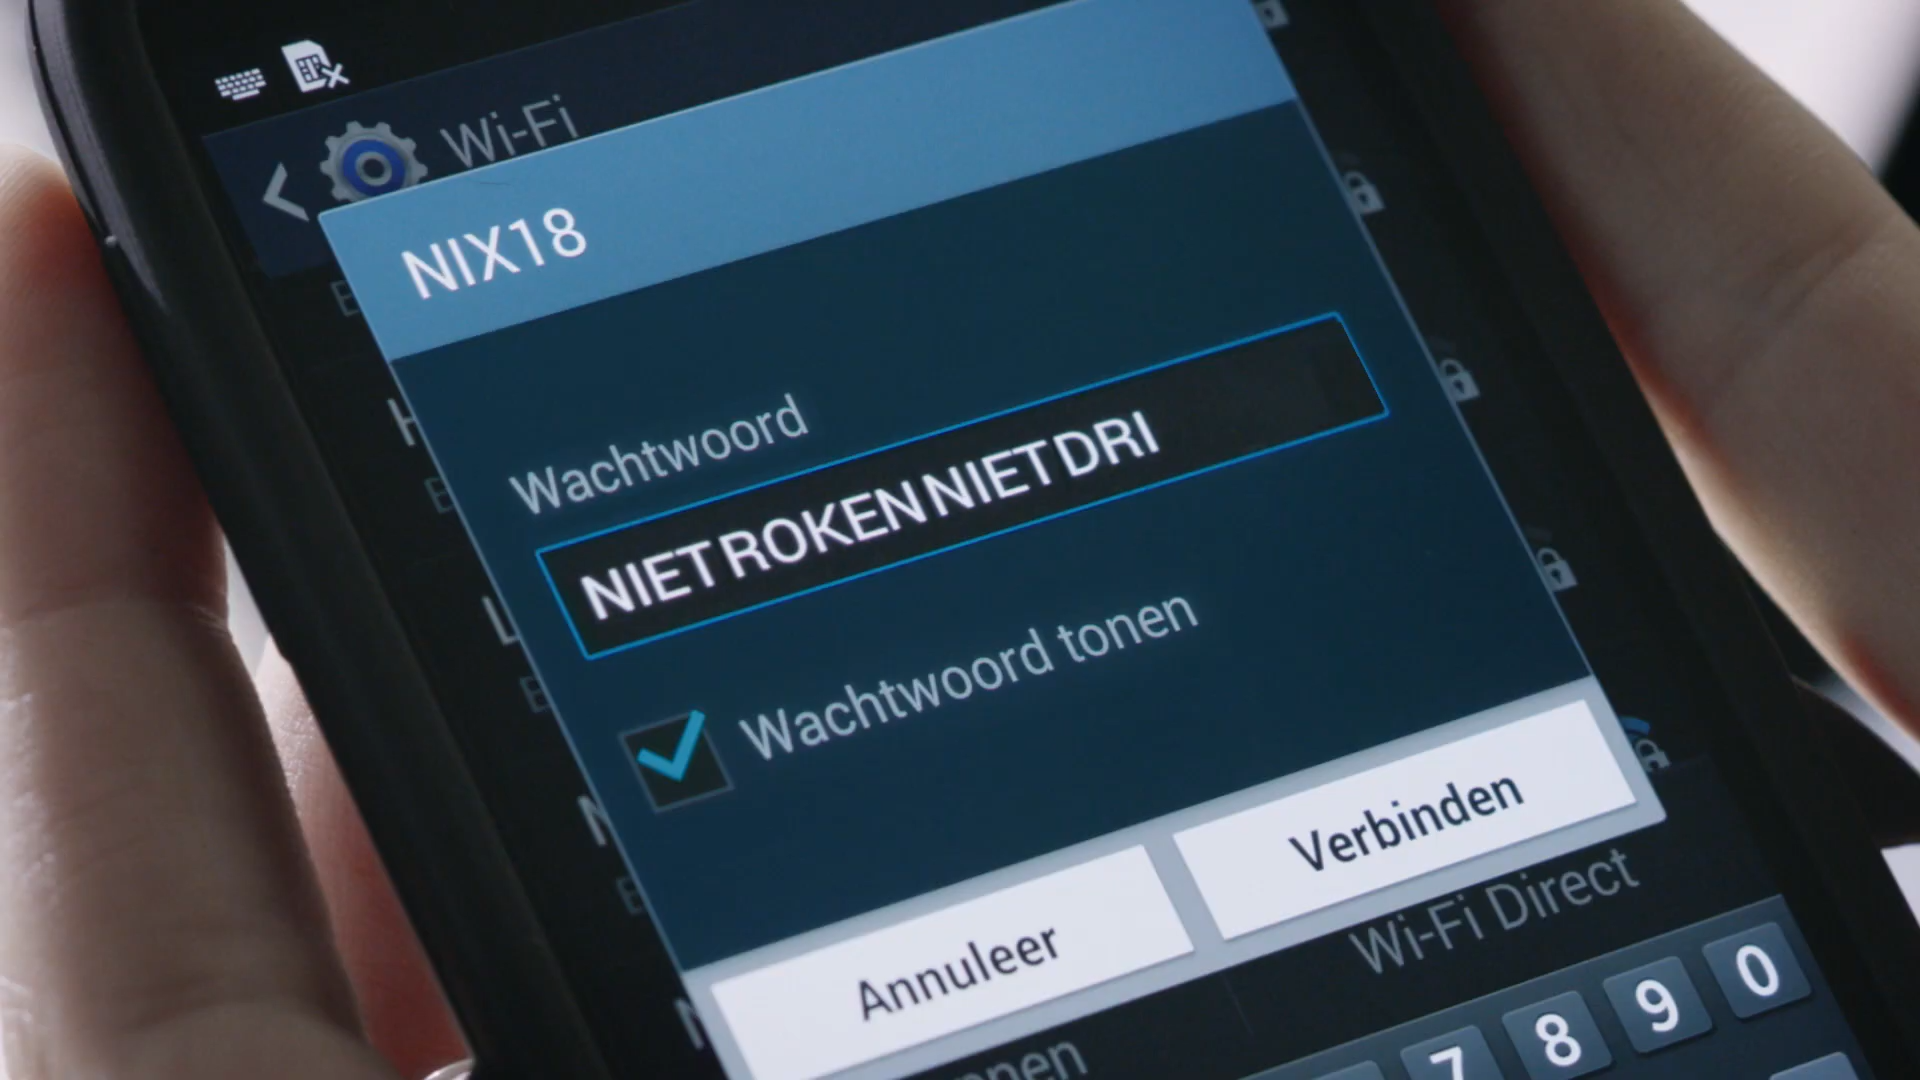 Wi-Fi
NIX18
Wachtwoord
NIETROKENNIETDRI
Wachtwoord tonen
Annuleer
Verbinden
Wi-Fi Direct
7 8 9 0